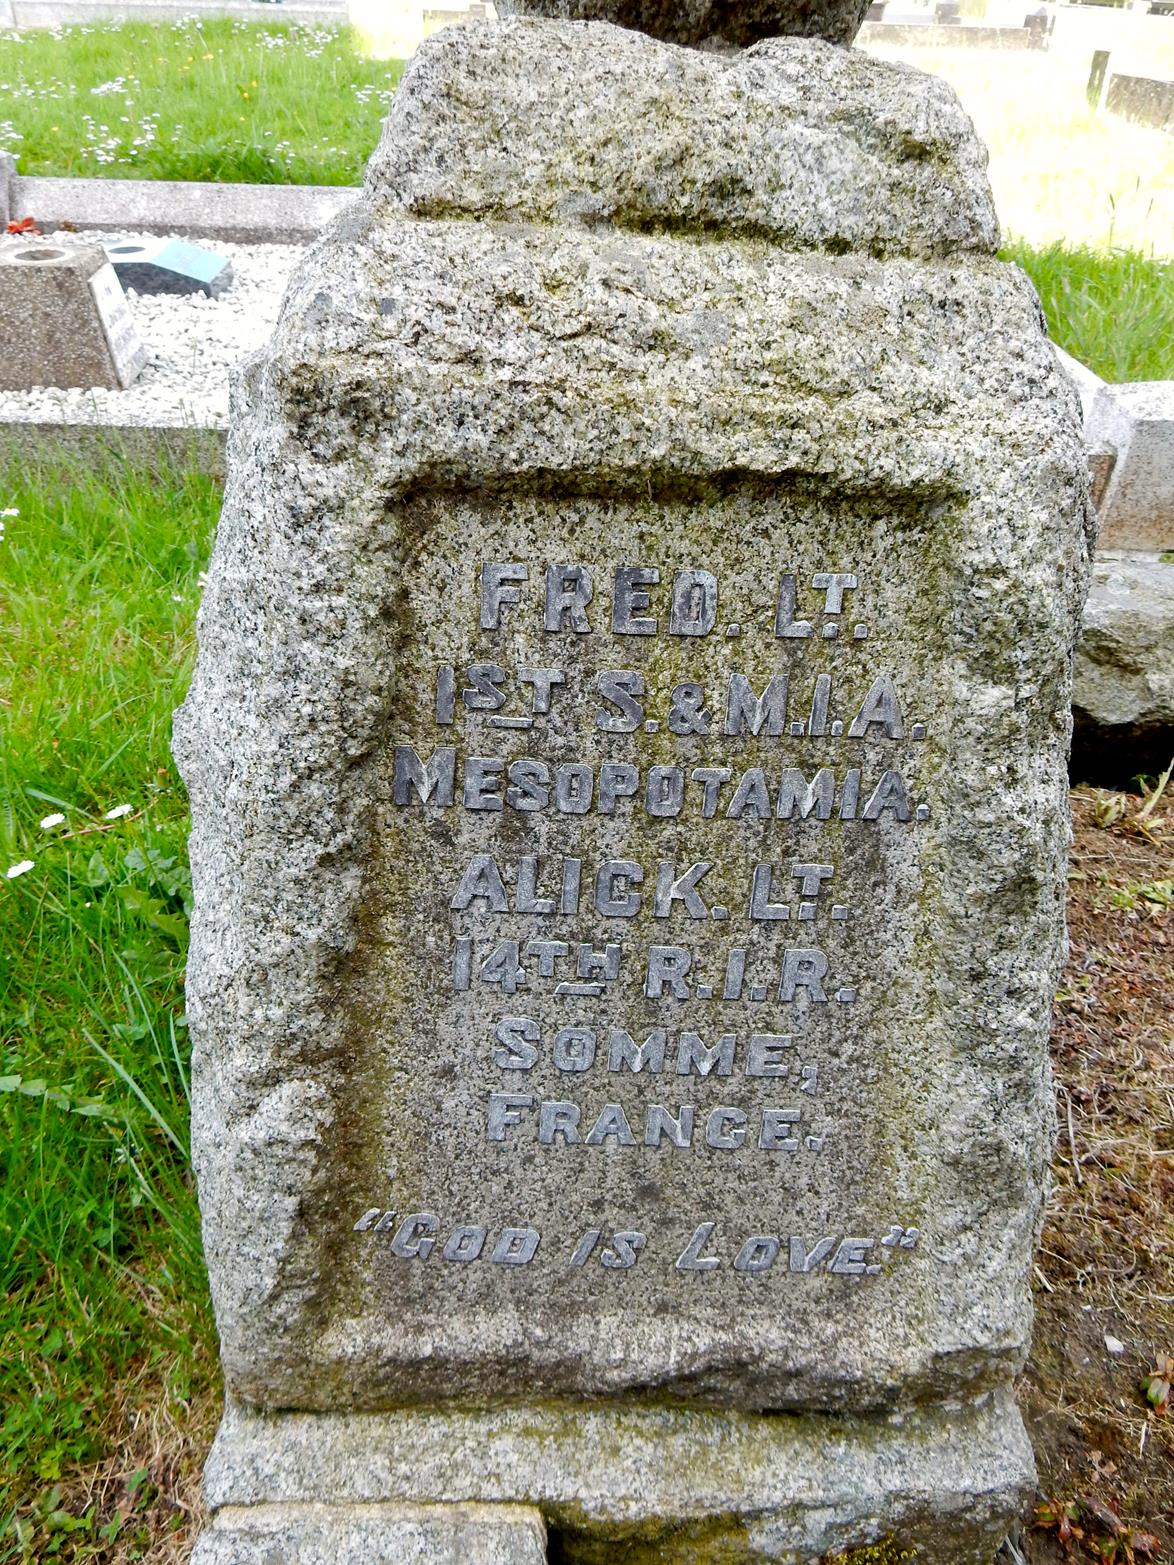 FRED. LT.
1ST S.&M.I.A.
MESOPOTAMIA.
ALICK, LT.
14TH R.I.R.
SOMME,
FRANCE.
"GOD IS LOVE."